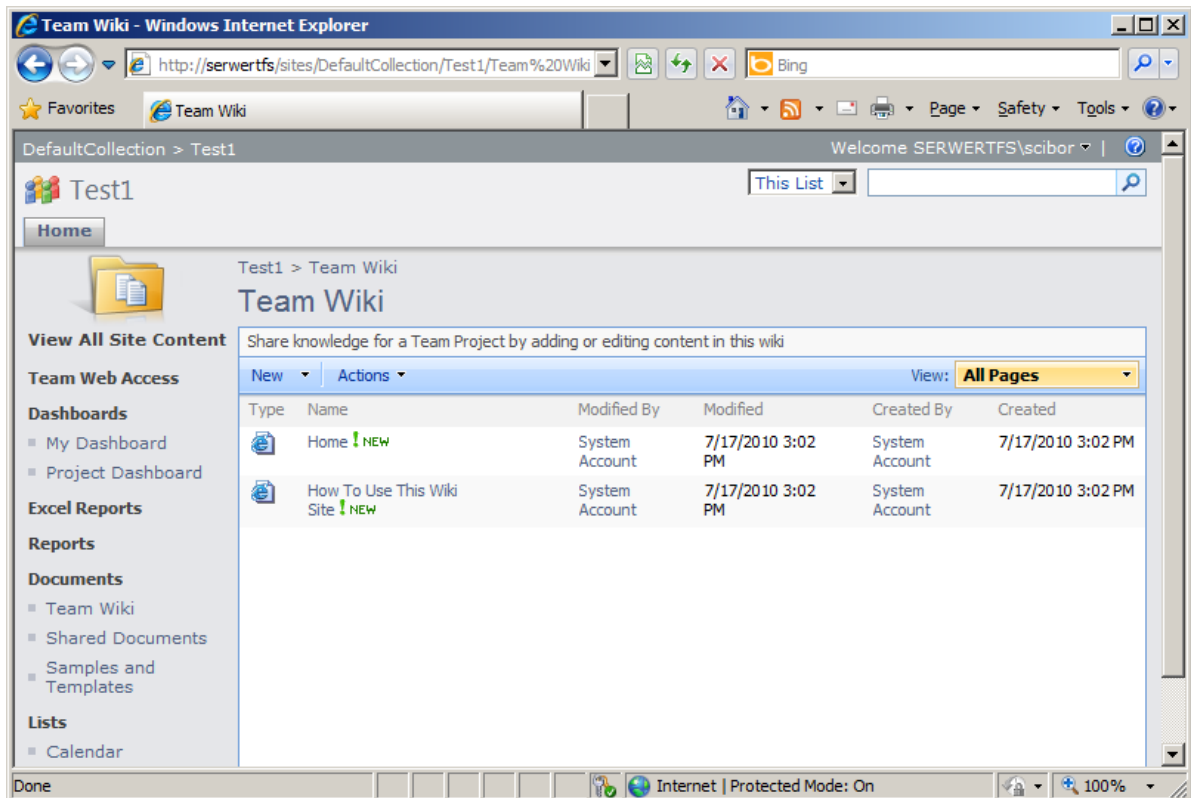 Team Wiki - Windows Internet Explorer
http://serwertfs/sites/DefaultCollection/Test1/Team%20Wiki
Bing
Favorites
Team Wiki
Page
Safety
Tools
DefaultCollection > Test1
Welcome SERWERTFS\scibor
Test1
This List
Home
Test1 > Team Wiki
Team Wiki
View All Site Content
Share knowledge for a Team Project by adding or editing content in this wiki
Team Web Access
New
Actions
View: All Pages
Dashboards
Type Name Modified By Modified Created By Created
My Dashboard
Home ! NEW System 7/17/2010 3:02 System 7/17/2010 3:02 PM
Account PM Account
Project Dashboard
How To Use This Wiki System 7/17/2010 3:02 System 7/17/2010 3:02 PM
Site ! NEW Account PM Account
Excel Reports
Reports
Documents
Team Wiki
Shared Documents
Samples and
Templates
Lists
Calendar
Done
Internet | Protected Mode: On
100%